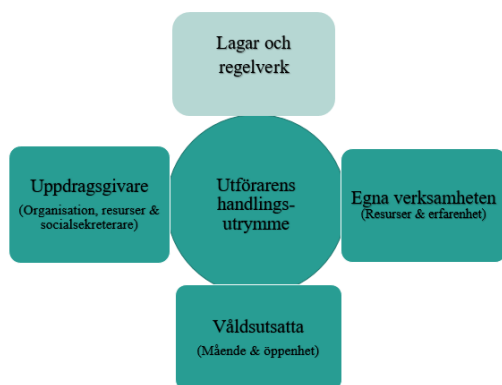 Lagar och
regelverk
Uppdragsgivare
(Organisation, resurser &
socialsekreterare)
Utförarens
handlings-
utrymme
Egna verksamheten
(Resurser & erfarenhet)
Våldsutsatta
(Mående & öppenhet)